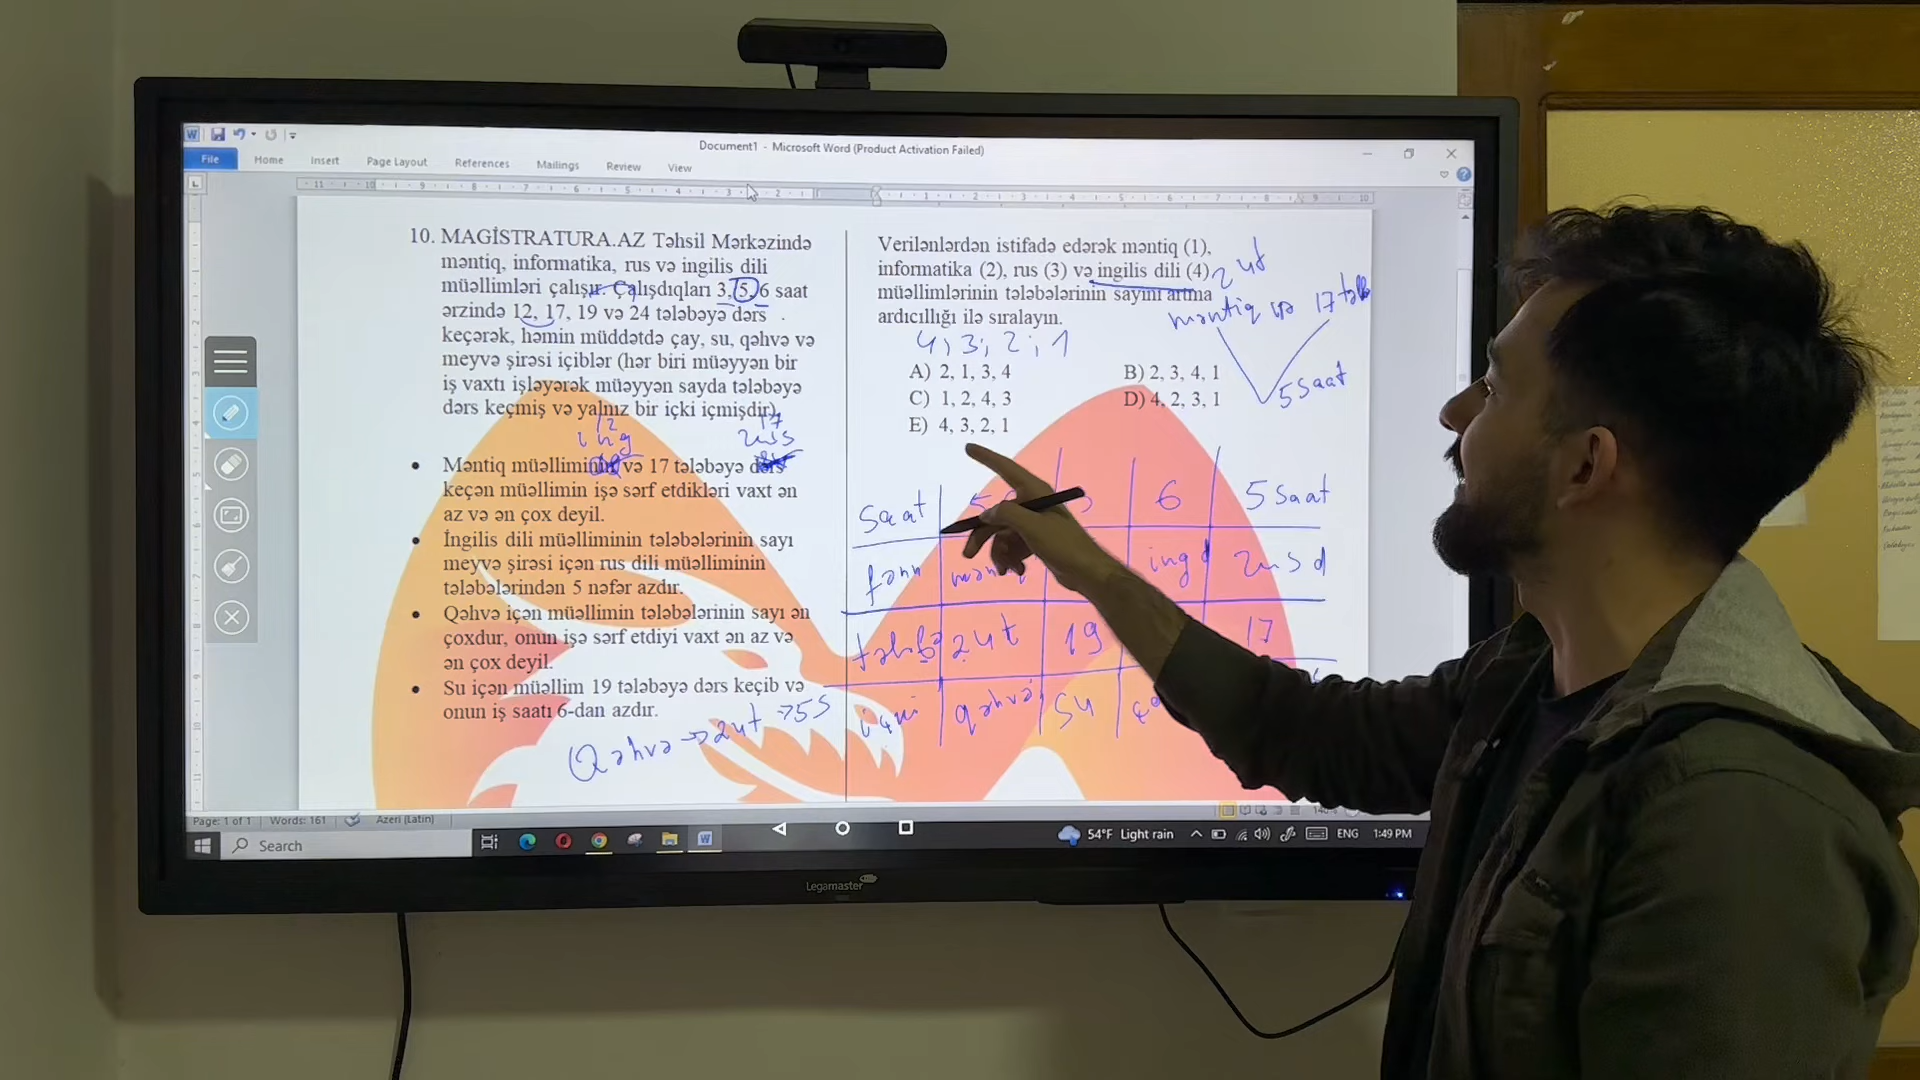 Document1 - Microsoft Word (Product Activation Failed)
File Home Insert Page Layout References Mailings Review View
10. MAGİSTRATURA.AZ Təhsil Mərkəzində
məntiq, informatika, rus və ingilis dili
müəllimləri çalışır. Çalışdıqları 3, 5, 6 saat
ərzində 12, 17, 19 və 24 tələbəyə dərs
keçərək, həmin müddətdə çay, su, qəhvə və
meyvə şirəsi içiblər (hər biri müəyyən bir
iş vaxtı işləyərək müəyyən sayda tələbəyə
dərs keçmiş və yalnız bir içki içmişdir).
12
17
ing
rus
Məntiq müəlliminin və 17 tələbəyə dərs
keçən müəllimin işə sərf etdikləri vaxt ən
az və ən çox deyil.
İngilis dili müəlliminin tələbələrinin sayı
meyvə şirəsi içən rus dili müəlliminin
tələbələrindən 5 nəfər azdır.
Qəhvə içən müəllimin tələbələrinin sayı ən
çoxdur, onun işə sərf etdiyi vaxt ən az və
ən çox deyil.
Su içən müəllim 19 tələbəyə dərs keçib və
onun iş saatı 6-dan azdır.
Qəhvə → 24t → 5s
Verilənlərdən istifadə edərək məntiq (1),
informatika (2), rus (3) və ingilis dili (4)
müəllimlərinin tələbələrinin sayını artma
ardıcıllığı ilə sıralayın.
24t
məntiq və 17 tələb
5 saat
4; 3; 2; 1
A) 2, 1, 3, 4 B) 2, 3, 4, 1
C) 1, 2, 4, 3 D) 4, 2, 3, 1
E) 4, 3, 2, 1
saat 5 6 5 saat
fənn ing d rus d
tələbə 24t 19 17
içki qəhvə su
Page: 1 of 1 Words: 161 Azeri (Latin)
Search
54°F Light rain ENG 1:49 PM
Legamaster